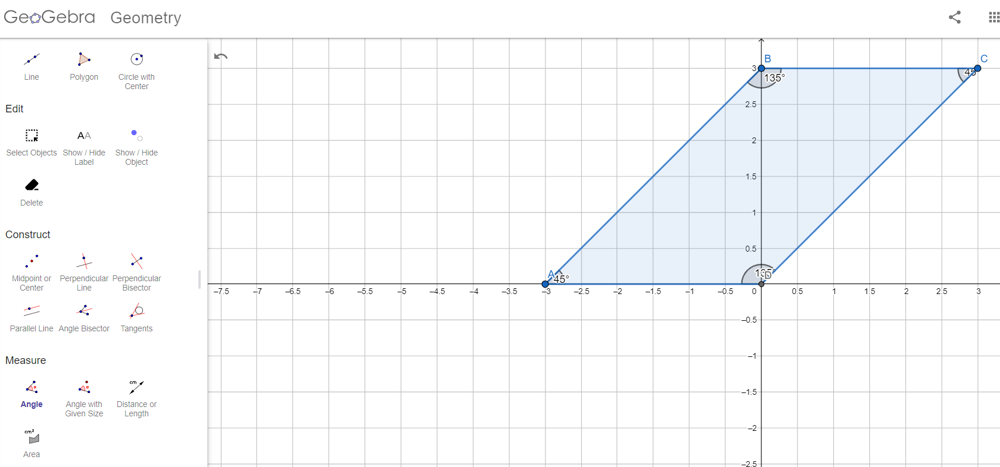 GeoGebra Geometry
Line
Polygon
Circle with
Center
Edit
Select Objects
AA
Show / Hide
Label
Show / Hide
Object
Delete
Construct
Midpoint or
Center
Perpendicular
Line
Perpendicular
Bisector
Parallel Line
Angle Bisector
Tangents
Measure
α
Angle
α
Angle with
Given Size
cm
Distance or
Length
cm²
Area
B
C
3
135°
45
2.5
2
1.5
1
0.5
A
45°
D
–7.5 –7 –6.5 –6 –5.5 –5 –4.5 –4 –3.5 –3 –2.5 –2 –1.5 –1 –0.5 0 0.5 1 1.5 2 2.5 3
–0.5
–1
–1.5
–2
–2.5